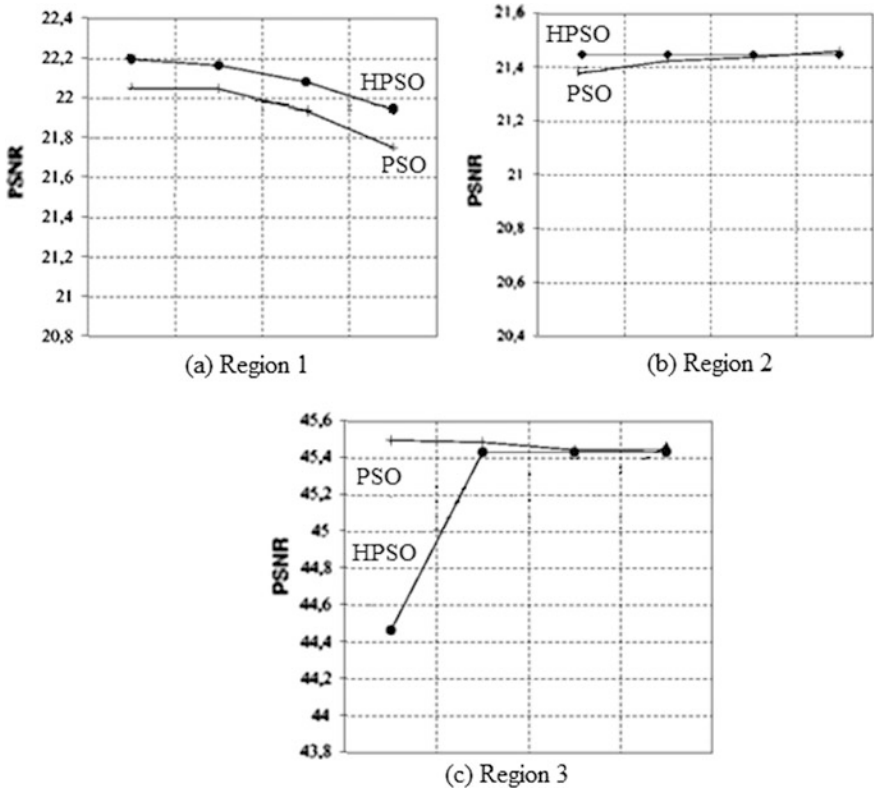 22,4
22,2
22
21,8
21,6
21,4
21,2
21
20,8
PSNR
HPSO
PSO
(a) Region 1
21,6
21,4
21,2
21
20,8
20,6
20,4
PSNR
HPSO
PSO
(b) Region 2
45,6
45,4
45,2
45
44,8
44,6
44,4
44,2
44
43,8
PSNR
PSO
HPSO
(c) Region 3